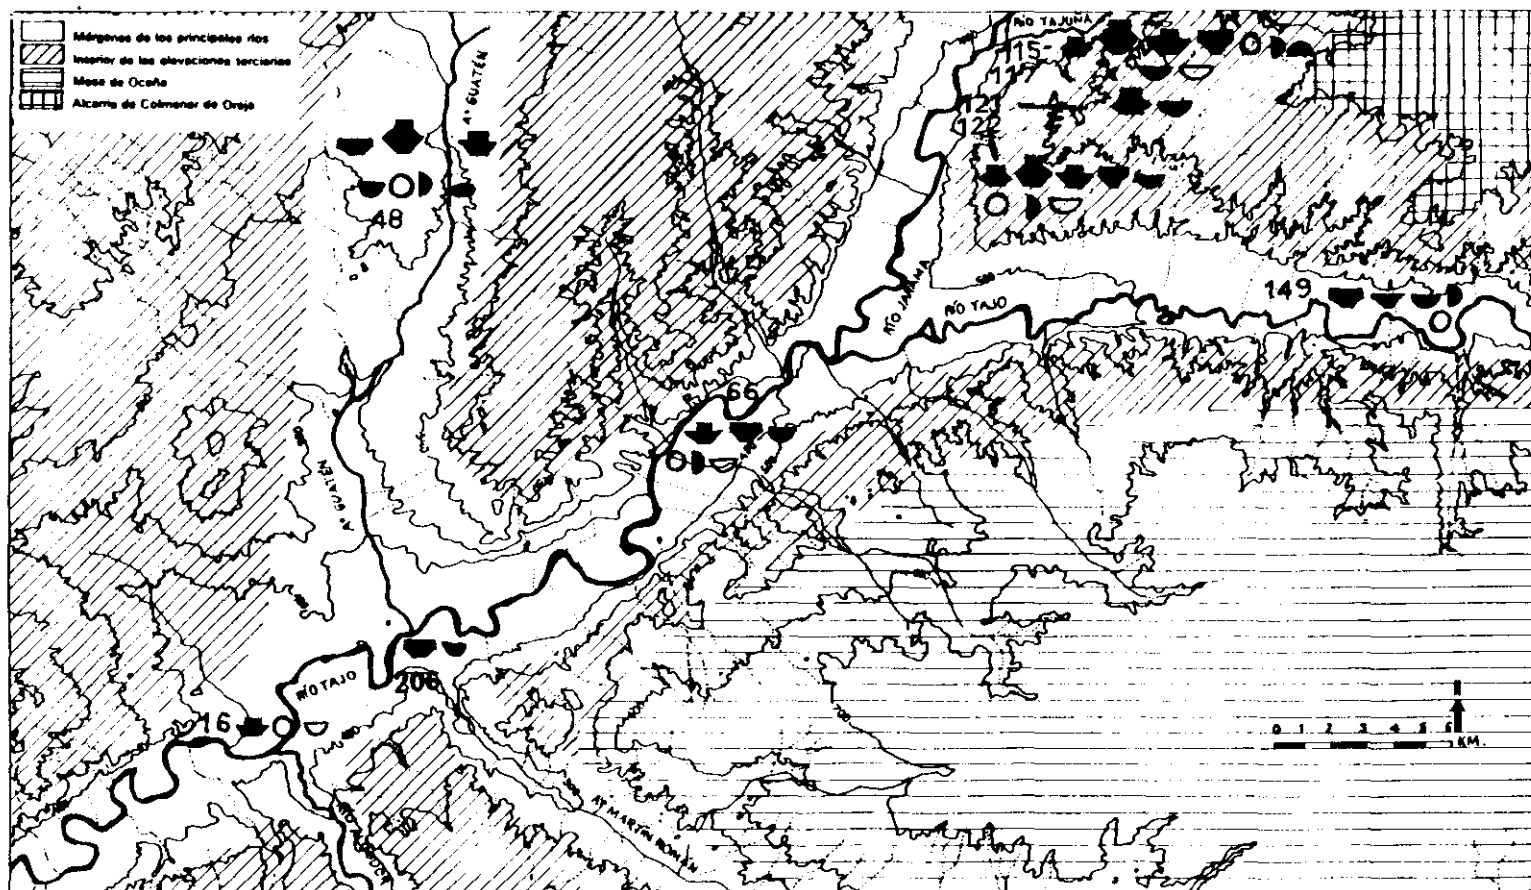 Márgenes de los principales ríos
Interior de las elevaciones terciarias
Mesa de Ocaña
Alcarria de Colmenar de Oreja
RÍO TAJUÑA
115-
117
121
122
Aº GUATÉN
48
RÍO JARAMA
RÍO TAJO
149
66
Aº GUATÉN
206
RÍO TAJO
16
Aº MARTÍN ROMÁN
N
0 1 2 3 4 5 6
KM.